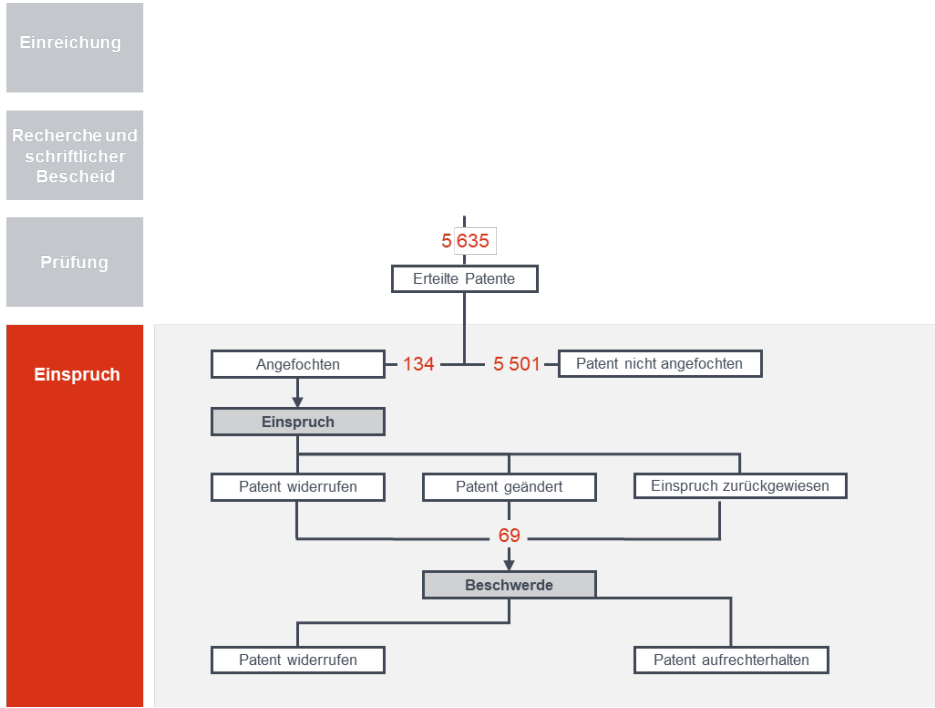 Einreichung
Recherche und
schriftlicher
Bescheid
Prüfung
5 635
Erteilte Patente
Einspruch
Angefochten
134
5 501
Patent nicht angefochten
Einspruch
Patent widerrufen
Patent geändert
Einspruch zurückgewiesen
69
Beschwerde
Patent widerrufen
Patent aufrechterhalten